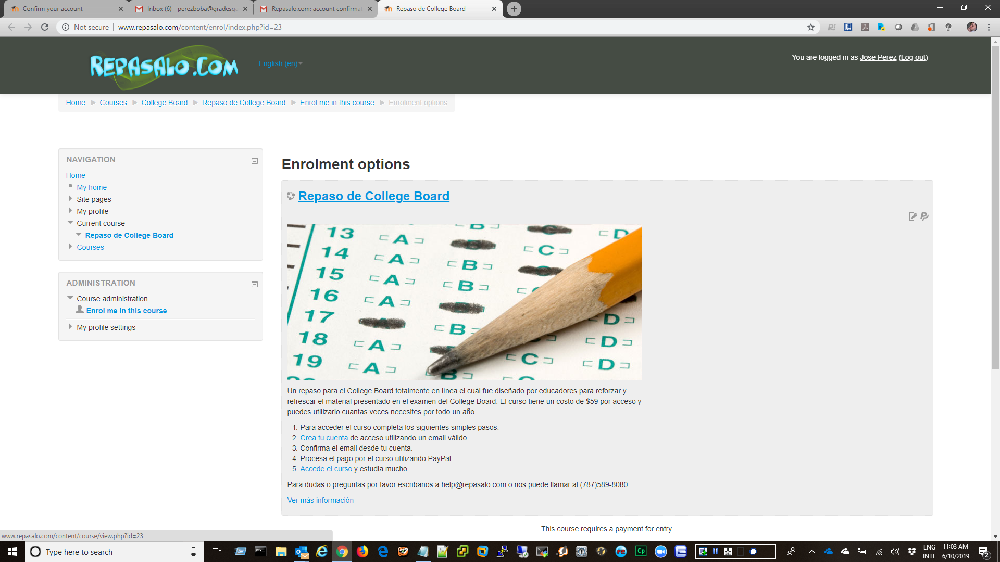 Confirm your account
Inbox (6) - perezboba@gradesga
Repasalo.com: account confirmat
Repaso de College Board
Not secure
www.repasalo.com/content/enrol/index.php?id=23
REPASALO.COM
English (en)
You are logged in as Jose Perez (Log out)
Home Courses College Board Repaso de College Board Enrol me in this course Enrolment options
NAVIGATION
Home
My home
Site pages
My profile
Current course
Repaso de College Board
Courses
ADMINISTRATION
Course administration
Enrol me in this course
My profile settings
Enrolment options
Repaso de College Board
13 A B D
14 A C
15 A B
16 A B
17 B D
18 A D
19 A B C D
Un repaso para el College Board totalmente en línea el cuál fue diseñado por educadores para reforzar y
refrescar el material presentado en el examen del College Board. El curso tiene un costo de $59 por acceso y
puedes utilizarlo cuantas veces necesites por todo un año.
1. Para acceder el curso completa los siguientes simples pasos:
2. Crea tu cuenta de acceso utilizando un email válido.
3. Confirma el email desde tu cuenta.
4. Procesa el pago por el curso utilizando PayPal.
5. Accede el curso y estudia mucho.
Para dudas o preguntas por favor escribanos a help@repasalo.com o nos puede llamar al (787)589-8080.
Ver más información
This course requires a payment for entry.
www.repasalo.com/content/course/view.php?id=23
Type here to search
ENG
INTL
11:03 AM
6/10/2019
2